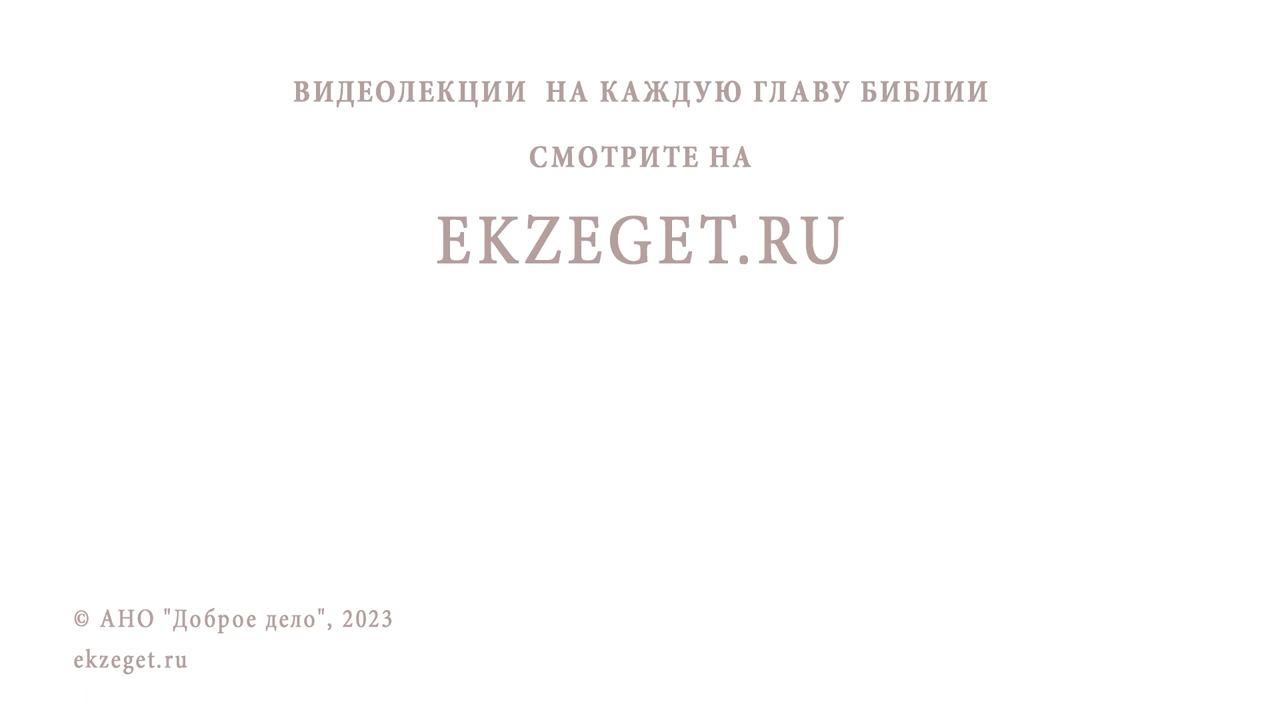 ВИДЕОЛЕКЦИИ НА КАЖДУЮ ГЛАВУ БИБЛИИ
СМОТРИТЕ НА
EKZEGET.RU
© АНО "Доброе дело", 2023
ekzeget.ru